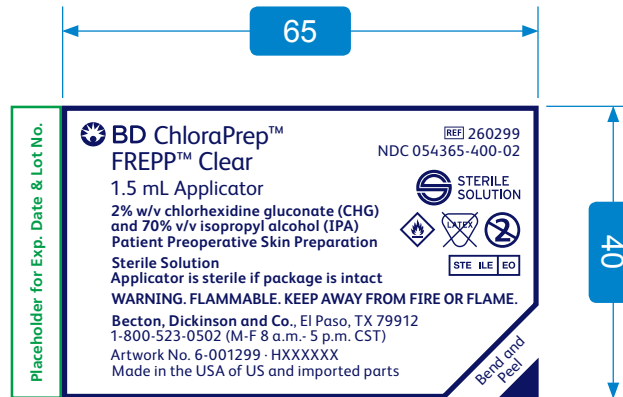 65
Placeholder for Exp. Date & Lot No.
BD ChloraPrep™
FREPP™ Clear
1.5 mL Applicator
2% w/v chlorhexidine gluconate (CHG)
and 70% v/v isopropyl alcohol (IPA)
Patient Preoperative Skin Preparation
Sterile Solution
Applicator is sterile if package is intact
WARNING. FLAMMABLE. KEEP AWAY FROM FIRE OR FLAME.
Becton, Dickinson and Co., El Paso, TX 79912
1-800-523-0502 (M-F 8 a.m.- 5 p.m. CST)
Artwork No. 6-001299 · HXXXXXX
Made in the USA of US and imported parts
REF 260299
NDC 054365-400-02
S STERILE
SOLUTION
LATEX
2
STE ILE EO
Bend and
Peel
40